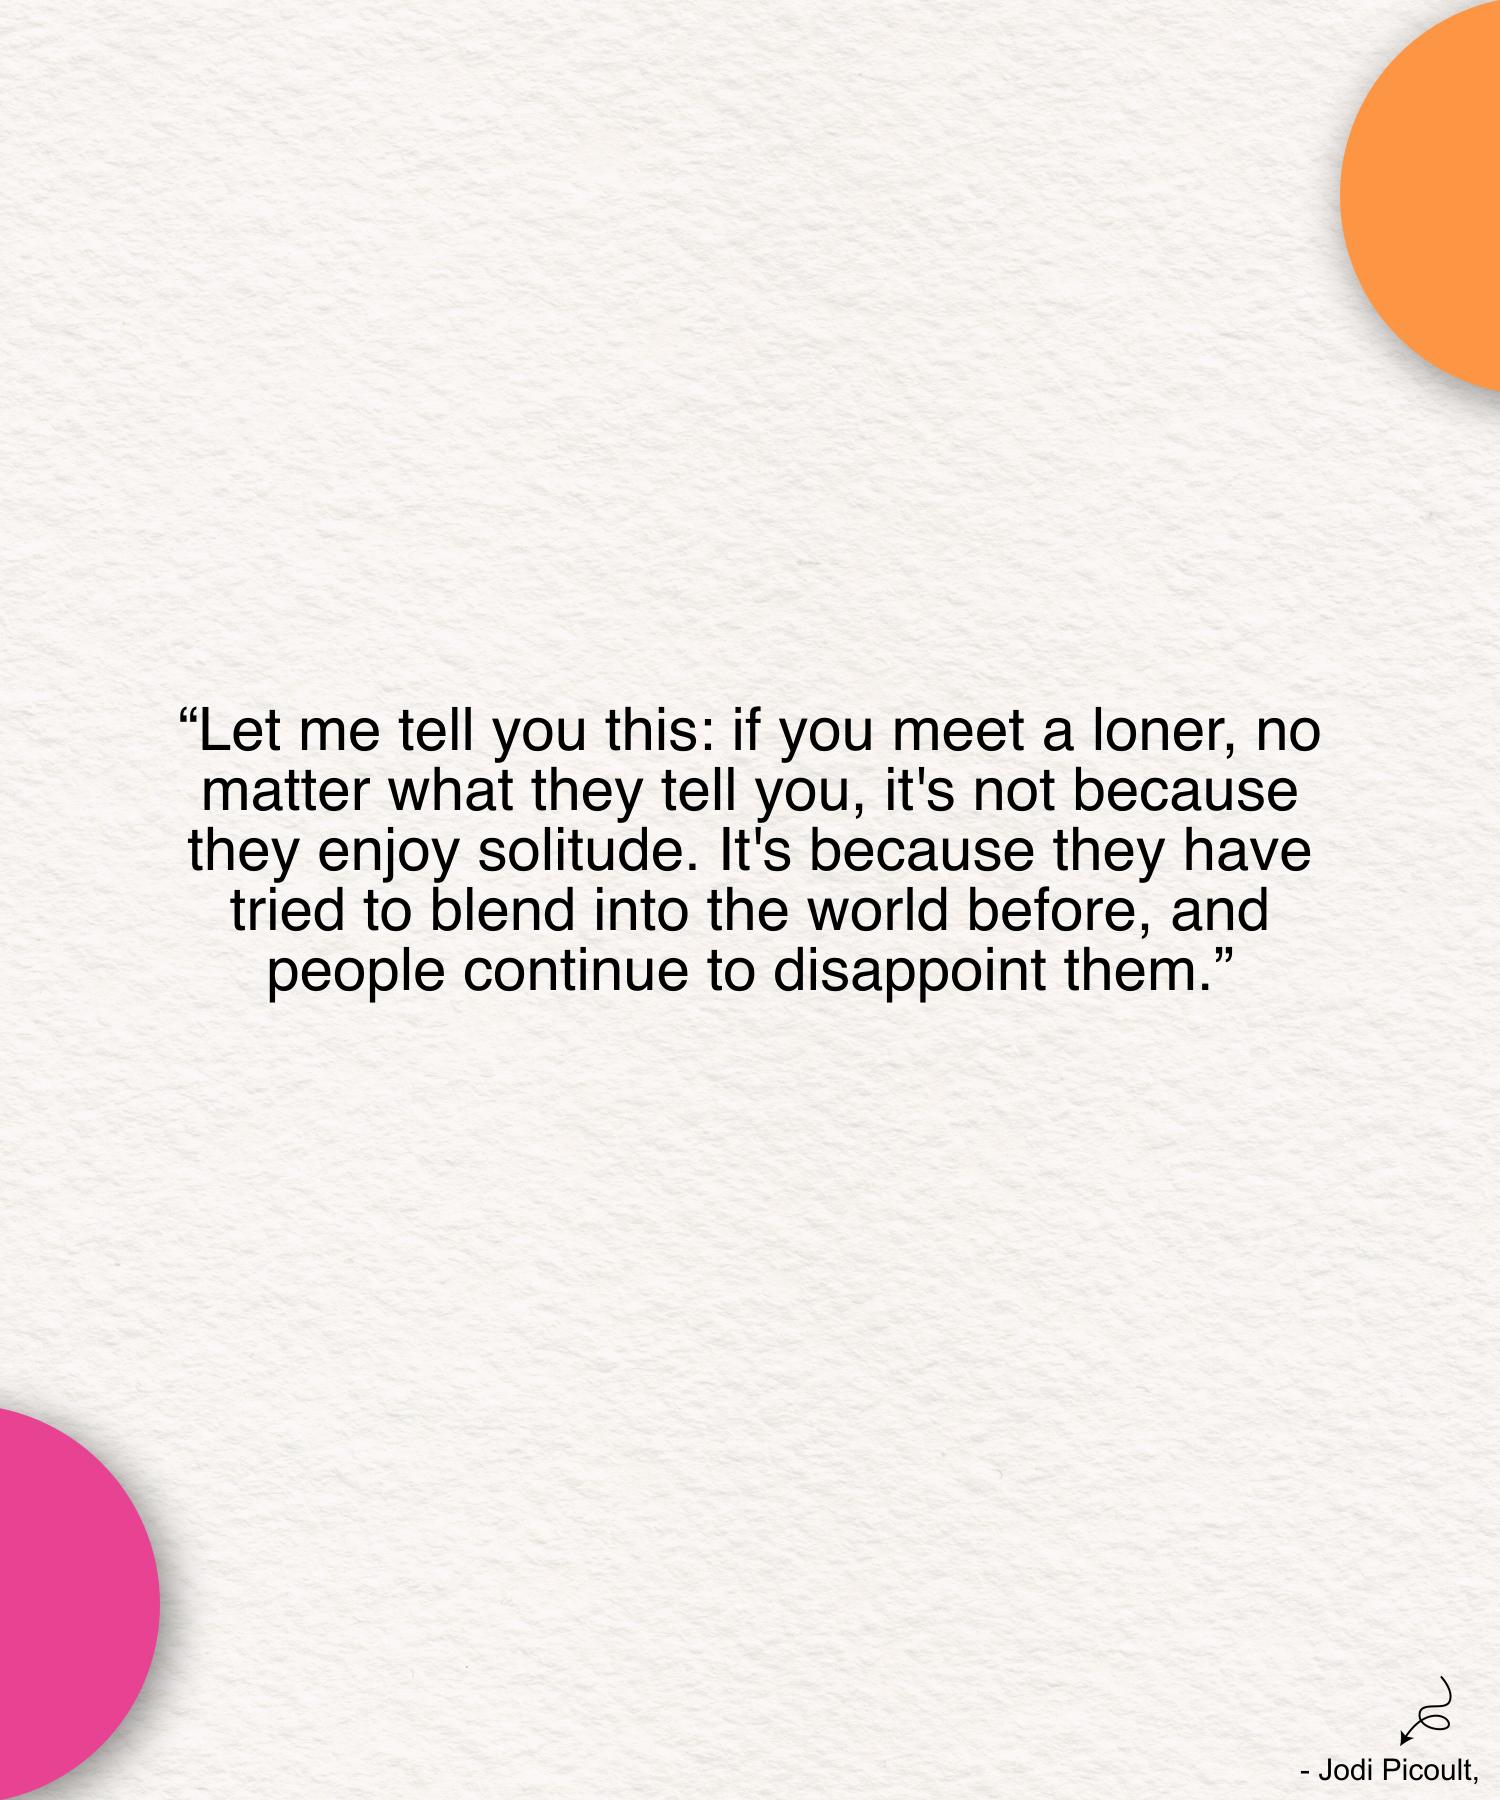 “Let me tell you this: if you meet a loner, no
matter what they tell you, it's not because
they enjoy solitude. It's because they have
tried to blend into the world before, and
people continue to disappoint them.”
- Jodi Picoult,